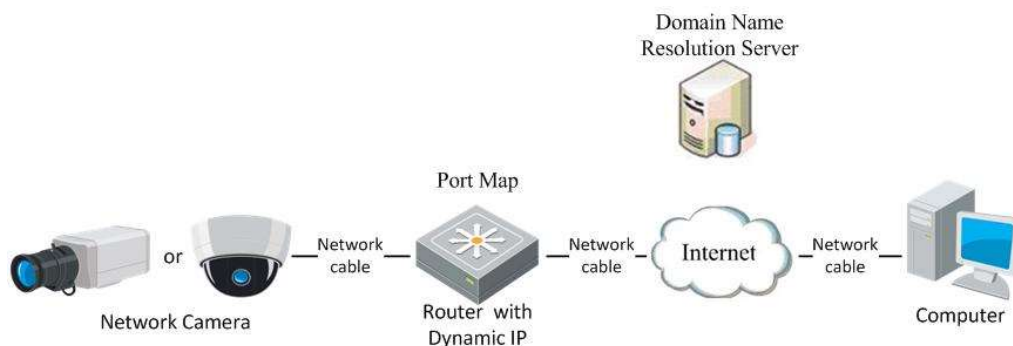 Domain Name
Resolution Server
Port Map
or
Network
cable
Network
cable
Internet
Network
cable
Network Camera
Router with
Dynamic IP
Computer